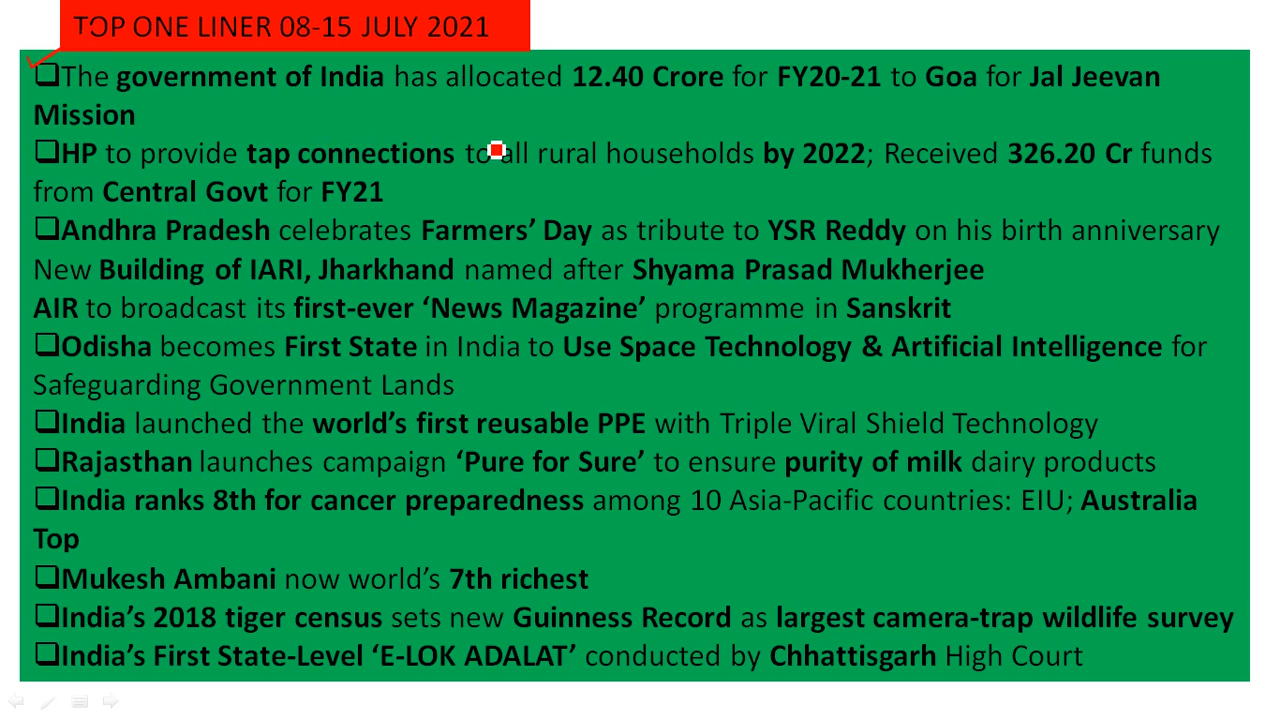 TOP ONE LINER 08-15 JULY 2021
❑The government of India has allocated 12.40 Crore for FY20-21 to Goa for Jal Jeevan
Mission
❑HP to provide tap connections to all rural households by 2022; Received 326.20 Cr funds
from Central Govt for FY21
❑Andhra Pradesh celebrates Farmers’ Day as tribute to YSR Reddy on his birth anniversary
New Building of IARI, Jharkhand named after Shyama Prasad Mukherjee
AIR to broadcast its first-ever ‘News Magazine’ programme in Sanskrit
❑Odisha becomes First State in India to Use Space Technology & Artificial Intelligence for
Safeguarding Government Lands
❑India launched the world’s first reusable PPE with Triple Viral Shield Technology
❑Rajasthan launches campaign ‘Pure for Sure’ to ensure purity of milk dairy products
❑India ranks 8th for cancer preparedness among 10 Asia-Pacific countries: EIU; Australia
Top
❑Mukesh Ambani now world’s 7th richest
❑India’s 2018 tiger census sets new Guinness Record as largest camera-trap wildlife survey
❑India’s First State-Level ‘E-LOK ADALAT’ conducted by Chhattisgarh High Court